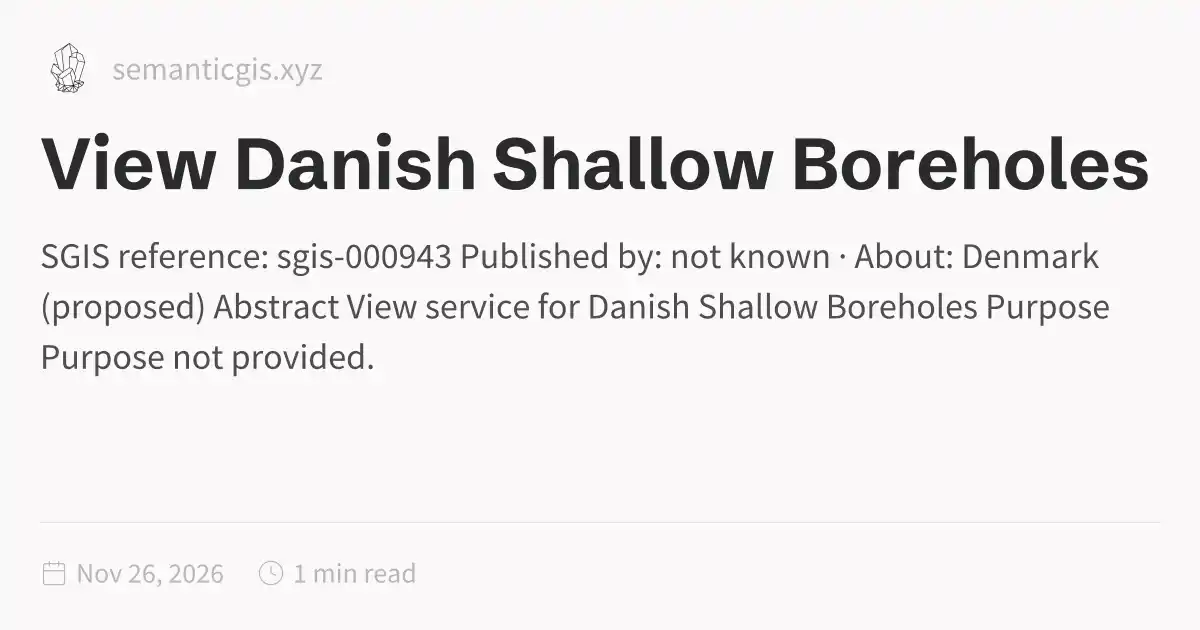 semanticgis.xyz
View Danish Shallow Boreholes
SGIS reference: sgis-000943 Published by: not known · About: Denmark
(proposed) Abstract View service for Danish Shallow Boreholes Purpose
Purpose not provided.
Nov 26, 2026 1 min read